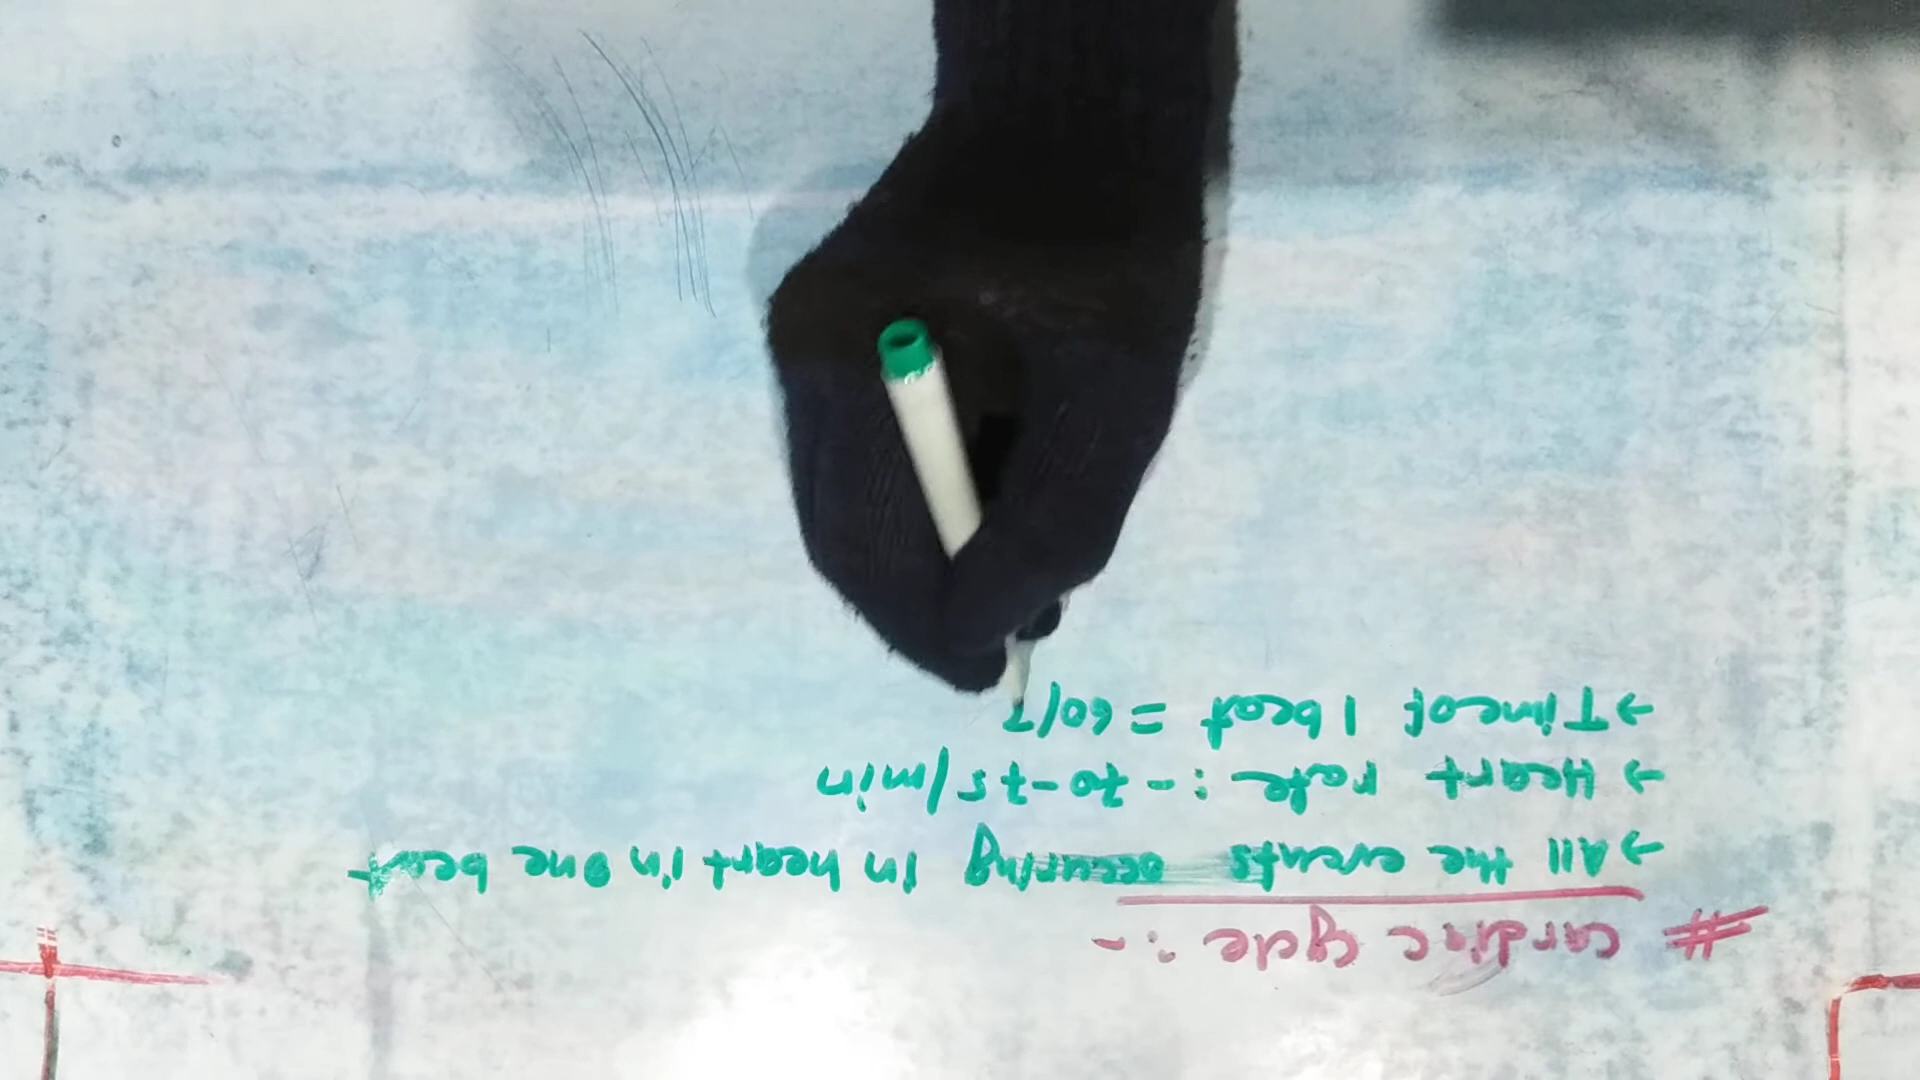 # cardiac cycle :-
→ All the events occuring in heart in one beat
→ Heart rate :- 70-75/min
→ Time of 1 beat = 60/7